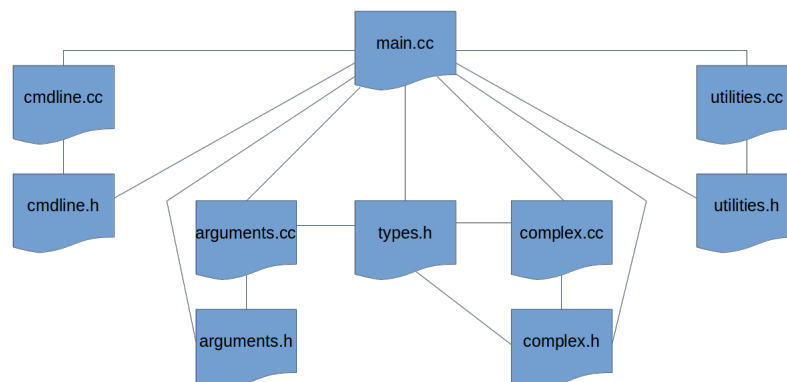 main.cc
cmdline.cc
utilities.cc
cmdline.h
utilities.h
arguments.cc
types.h
complex.cc
arguments.h
complex.h